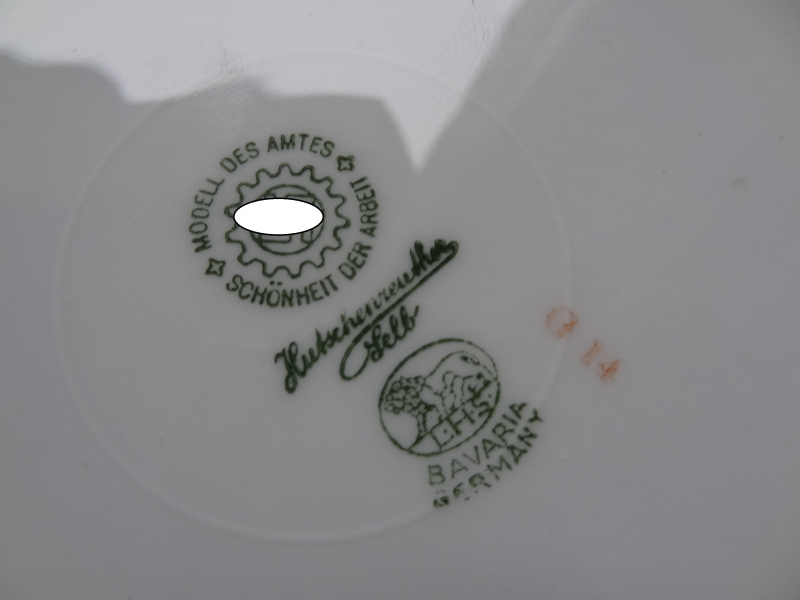 MODELL DES AMTES
SCHÖNHEIT DER ARBEIT
Hutschenreuther
Selb
L.H.S.
BAVARIA
GERMANY
G 14